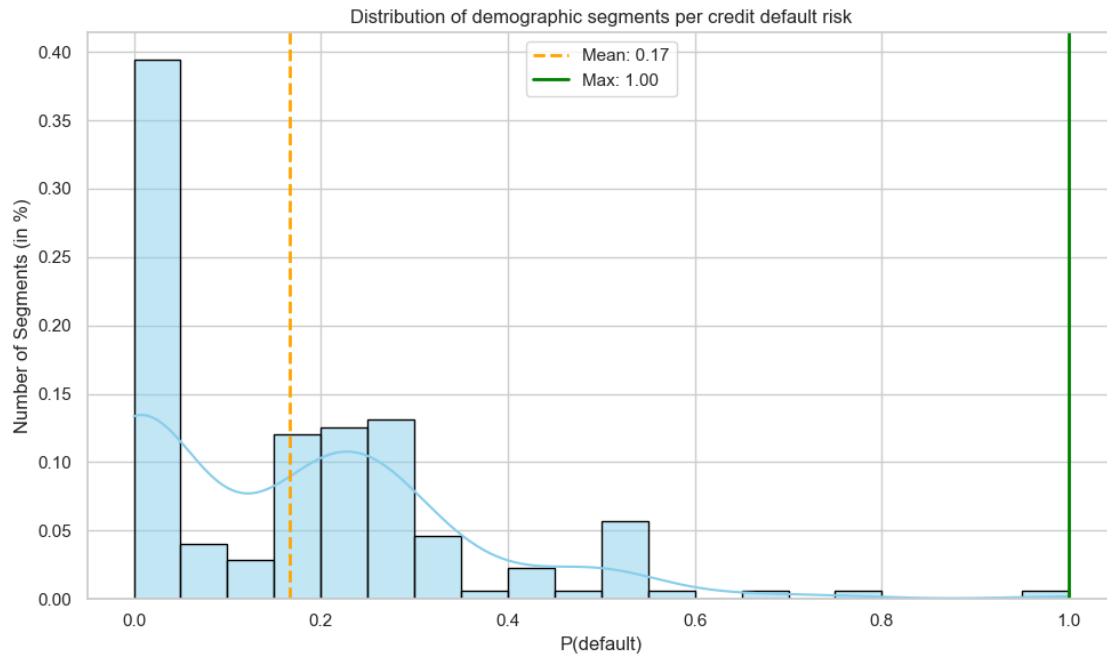 Distribution of demographic segments per credit default risk
Mean: 0.17
Max: 1.00
Number of Segments (in %)
0.40
0.35
0.30
0.25
0.20
0.15
0.10
0.05
0.00
0.0 0.2 0.4 0.6 0.8 1.0
P(default)